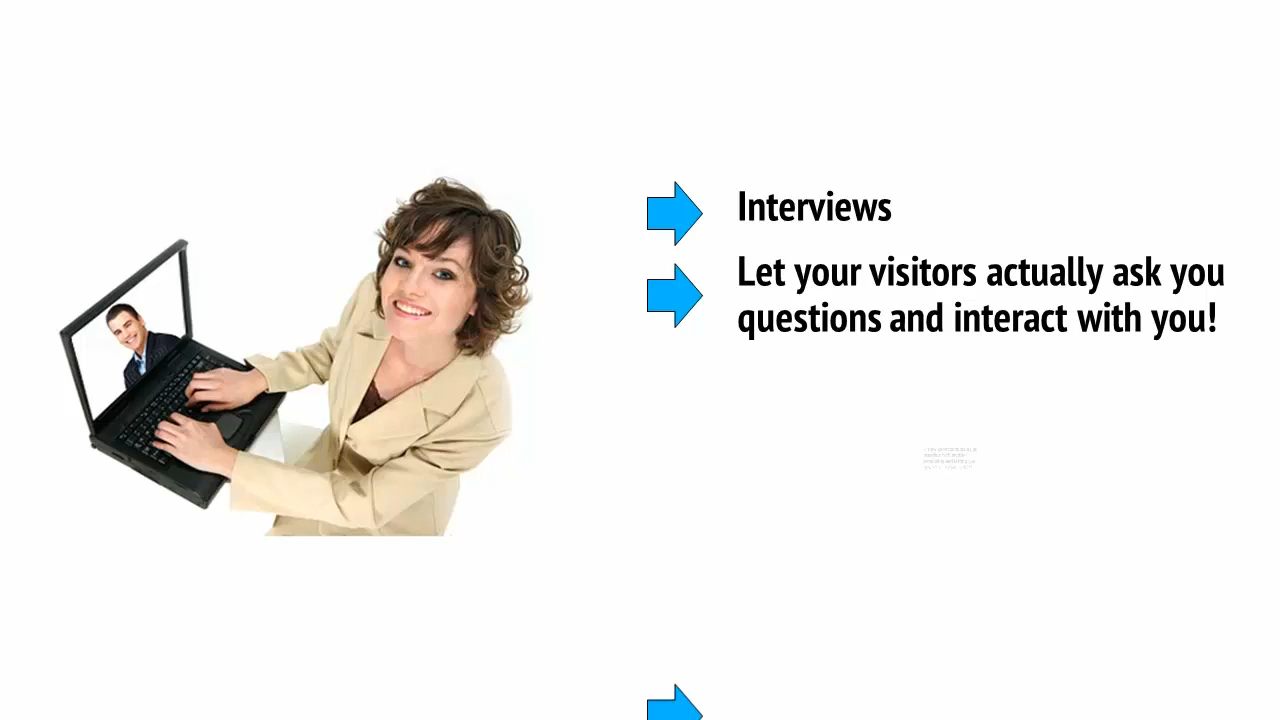 Interviews
Let your visitors actually ask you
questions and interact with you!